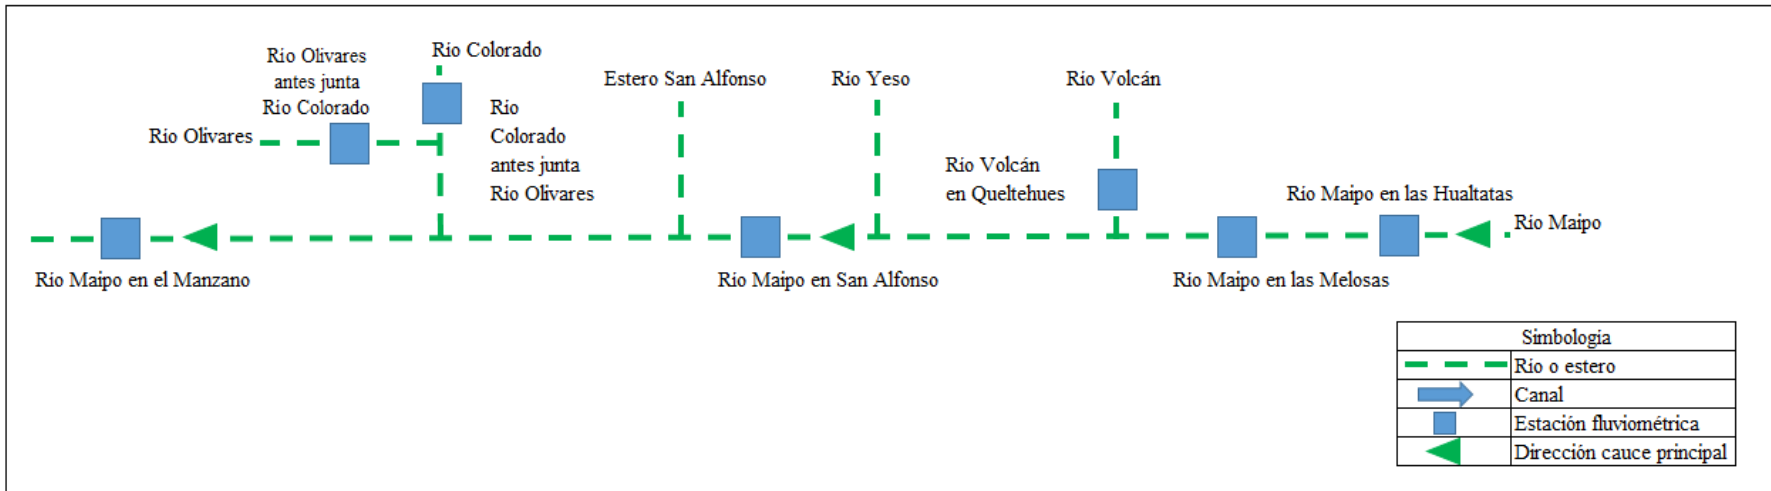 Río Olivares
antes junta
Río Colorado
Río Olivares
Río Colorado
Río
Colorado
antes junta
Río Olivares
Estero San Alfonso
Río Yeso
Río Volcán
Río Volcán
en Queltehues
Río Maipo en las Hualtatas
Río Maipo
Río Maipo en el Manzano
Río Maipo en San Alfonso
Río Maipo en las Melosas
Simbología
Río o estero
Canal
Estación fluviométrica
Dirección cauce principal